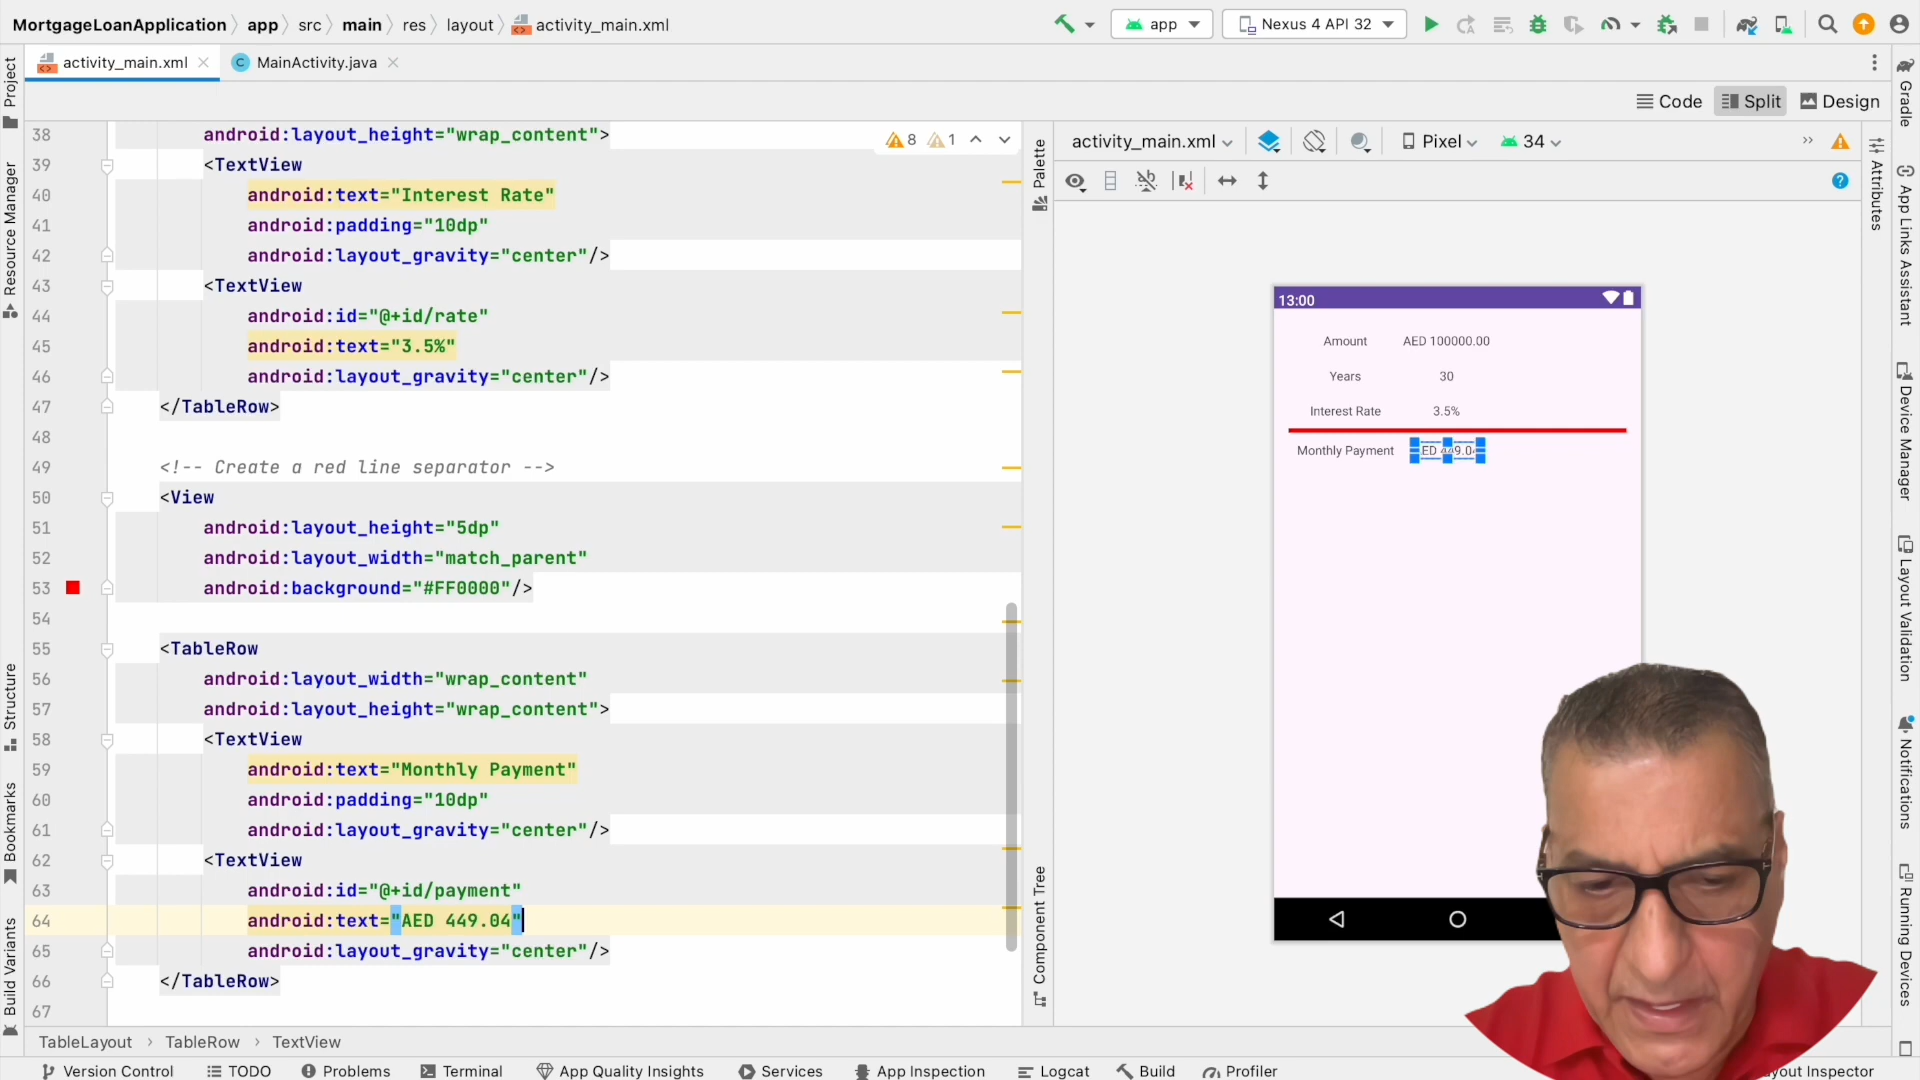 MortgageLoanApplication app src main res layout activity_main.xml
app Nexus 4 API 32
activity_main.xml MainActivity.java
Code Split Design
38 android:layout_height="wrap_content">
39 <TextView
40 android:text="Interest Rate"
41 android:padding="10dp"
42 android:layout_gravity="center"/>
43 <TextView
44 android:id="@+id/rate"
45 android:text="3.5%"
46 android:layout_gravity="center"/>
47 </TableRow>
48
49 <!-- Create a red line separator -->
50 <View
51 android:layout_height="5dp"
52 android:layout_width="match_parent"
53 android:background="#FF0000"/>
54
55 <TableRow
56 android:layout_width="wrap_content"
57 android:layout_height="wrap_content">
58 <TextView
59 android:text="Monthly Payment"
60 android:padding="10dp"
61 android:layout_gravity="center"/>
62 <TextView
63 android:id="@+id/payment"
64 android:text="AED 449.04"
65 android:layout_gravity="center"/>
66 </TableRow>
67
8 1
Project
Resource Manager
Structure
Bookmarks
Build Variants
Palette
Component Tree
activity_main.xml Pixel 34
13:00
Amount AED 100000.00
Years 30
Interest Rate 3.5%
Monthly Payment
Attributes
Gradle
App Links Assistant
Device Manager
Layout Validation
Notifications
Running Devices
TableLayout TableRow TextView
Version Control TODO Problems Terminal App Quality Insights Services App Inspection Logcat Build Profiler Inspector